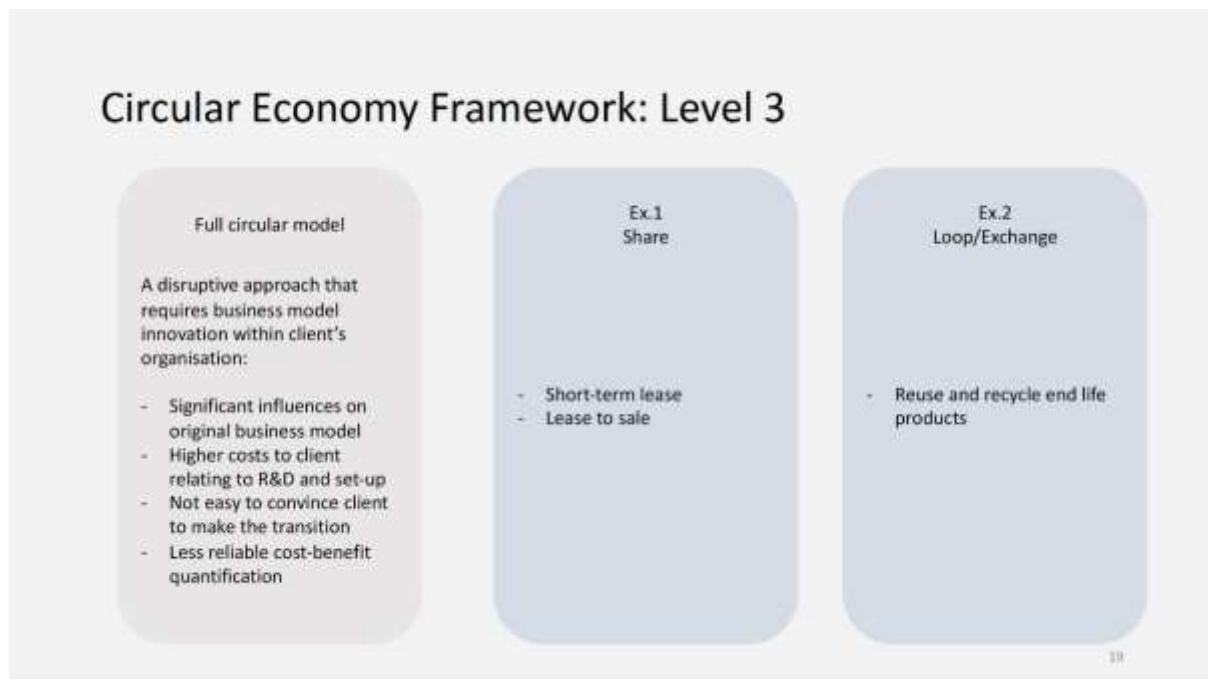 Circular Economy Framework: Level 3
Full circular model
A disruptive approach that
requires business model
innovation within client's
organisation:
- Significant influences on
original business model
- Higher costs to client
relating to R&D and set-up
- Not easy to convince client
to make the transition
- Less reliable cost-benefit
quantification
Ex.1
Share
- Short-term lease
- Lease to sale
Ex.2
Loop/Exchange
- Reuse and recycle end life
products
19